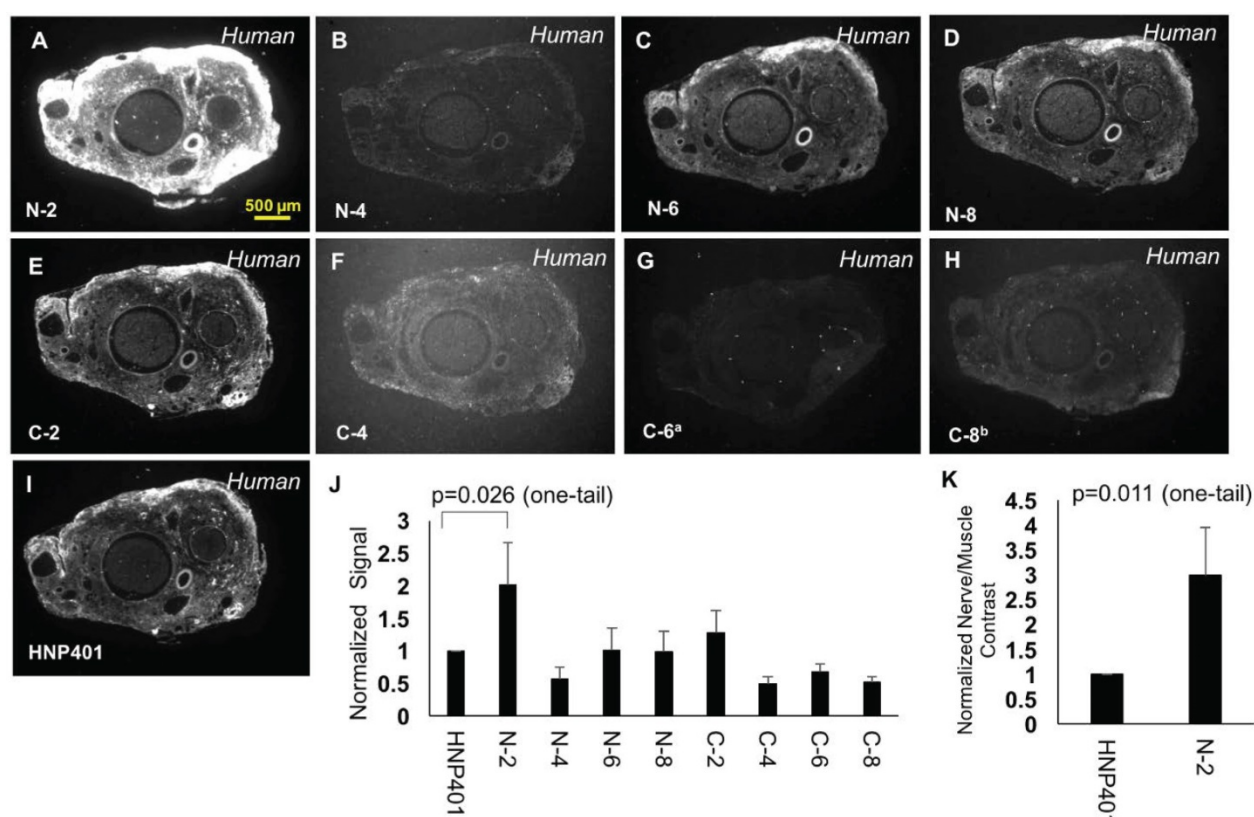 A
Human
N-2
500 µm
B
Human
N-4
C
Human
N-6
D
Human
N-8
E
Human
C-2
F
Human
C-4
G
Human
C-6ᵃ
H
Human
C-8ᵇ
I
Human
HNP401
J
p=0.026 (one-tail)
Normalized Signal
3
2.5
2
1.5
1
0.5
0
HNP401
N-2
N-4
N-6
N-8
C-2
C-4
C-6
C-8
K
p=0.011 (one-tail)
Normalized Nerve/Muscle
Contrast
4.5
4
3.5
3
2.5
2
1.5
1
0.5
0
HNP40
N-2